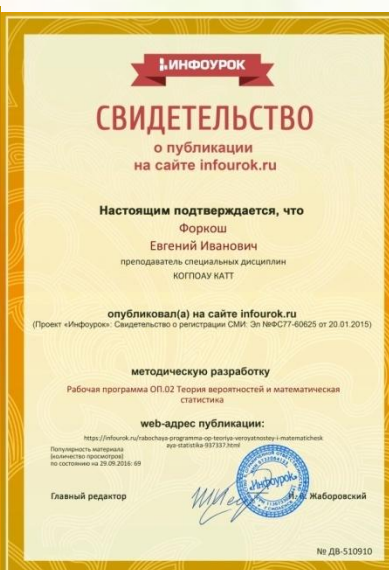 ИНФОУРОК
СВИДЕТЕЛЬСТВО
о публикации
на сайте infourok.ru
Настоящим подтверждается, что
Форкош
Евгений Иванович
преподаватель специальных дисциплин
КОГПОАУ КАТТ
опубликовал(а) на сайте infourok.ru
(Проект «Инфоурок»: Свидетельство о регистрации СМИ: Эл №ФС77-60625 от 20.01.2015)
методическую разработку
Рабочая программа ОП.02 Теория вероятностей и математическая
статистика
web-адрес публикации:
https://infourok.ru/rabochaya-programma-op-teoriya-veroyatnostey-i-matematichesk
aya-statistika-937337.html
Популярность материала
(количество просмотров)
по состоянию на 29.09.2016: 69
Главный редактор
«Инфоурок»
Жаборовский
№ ДВ-510910